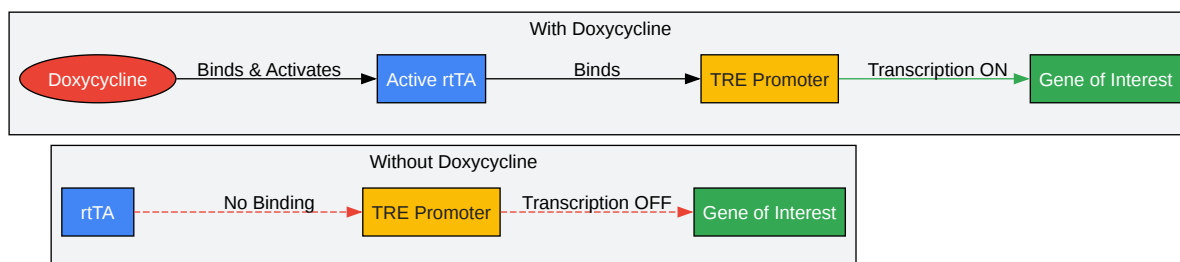 With Doxycycline
Doxycycline
Binds & Activates
Active rtTA
Binds
TRE Promoter
Transcription ON
Gene of Interest
Without Doxycycline
rtTA
No Binding
TRE Promoter
Transcription OFF
Gene of Interest